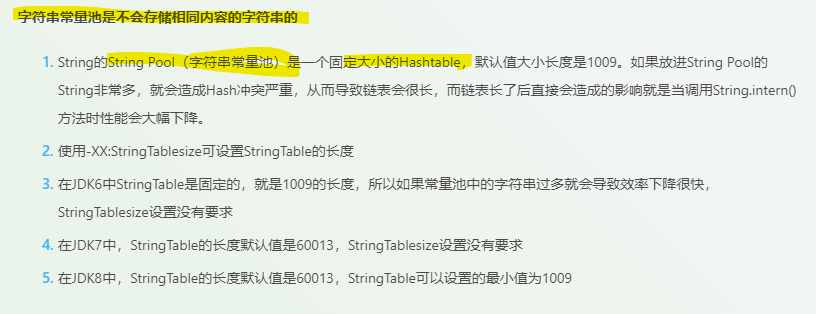 字符串常量池是不会存储相同内容的字符串的
1. String的String Pool（字符串常量池）是一个固定大小的Hashtable，默认值大小长度是1009。如果放进String Pool的
String非常多，就会造成Hash冲突严重，从而导致链表会很长，而链表长了后直接会造成的影响就是当调用String.intern()
方法时性能会大幅下降。
2. 使用-XX:StringTablesize可设置StringTable的长度
3. 在JDK6中StringTable是固定的，就是1009的长度，所以如果常量池中的字符串过多就会导致效率下降很快，
StringTablesize设置没有要求
4. 在JDK7中，StringTable的长度默认值是60013，StringTablesize设置没有要求
5. 在JDK8中，StringTable的长度默认值是60013，StringTable可以设置的最小值为1009